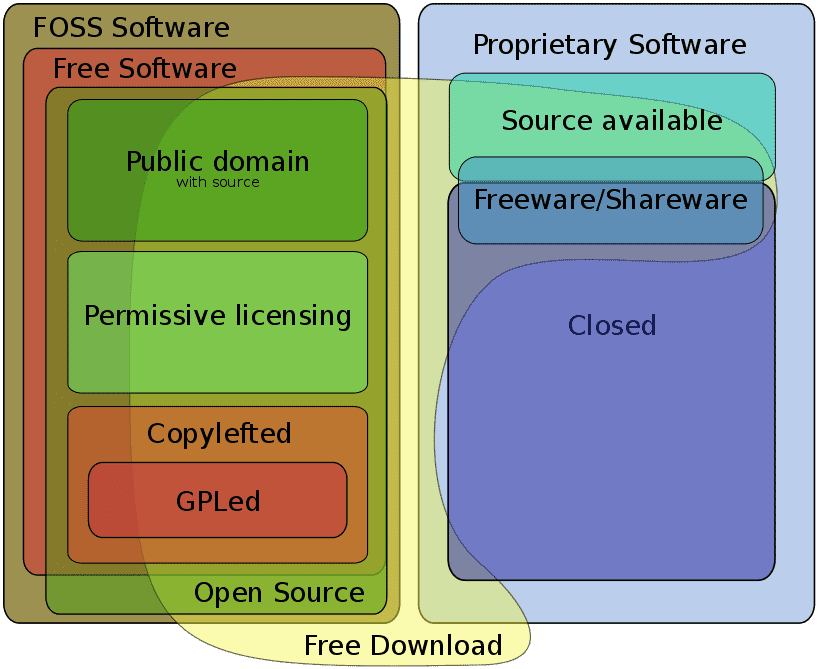 FOSS Software
Free Software
Public domain
with source
Permissive licensing
Copylefted
GPLed
Open Source
Free Download
Proprietary Software
Source available
Freeware/Shareware
Closed